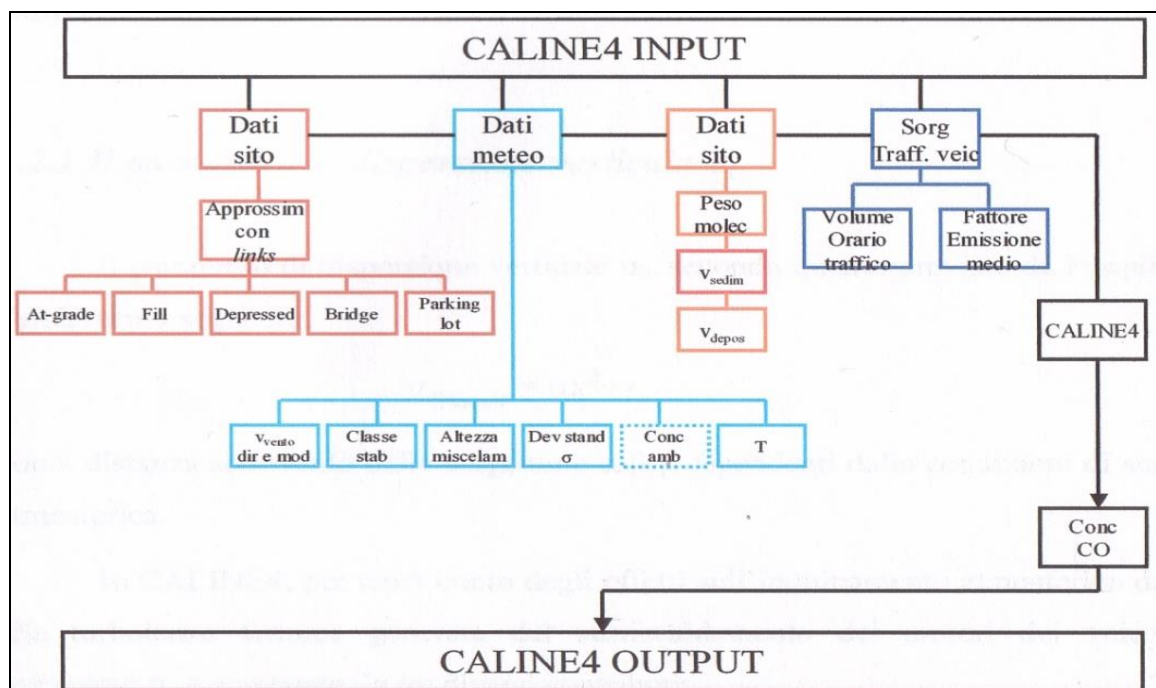 CALINE4 INPUT
Dati
sito
Dati
meteo
Dati
sito
Sorg
Traff. veic
Approssim
con
links
Peso
molec
Volume
Orario
traffico
Fattore
Emissione
medio
vsedim
At-grade
Fill
Depressed
Bridge
Parking
lot
vdepos
CALINE4
vvento
dir e mod
Classe
stab
Altezza
miscelam
Dev stand
σ
Conc
amb
T
Conc
CO
CALINE4 OUTPUT